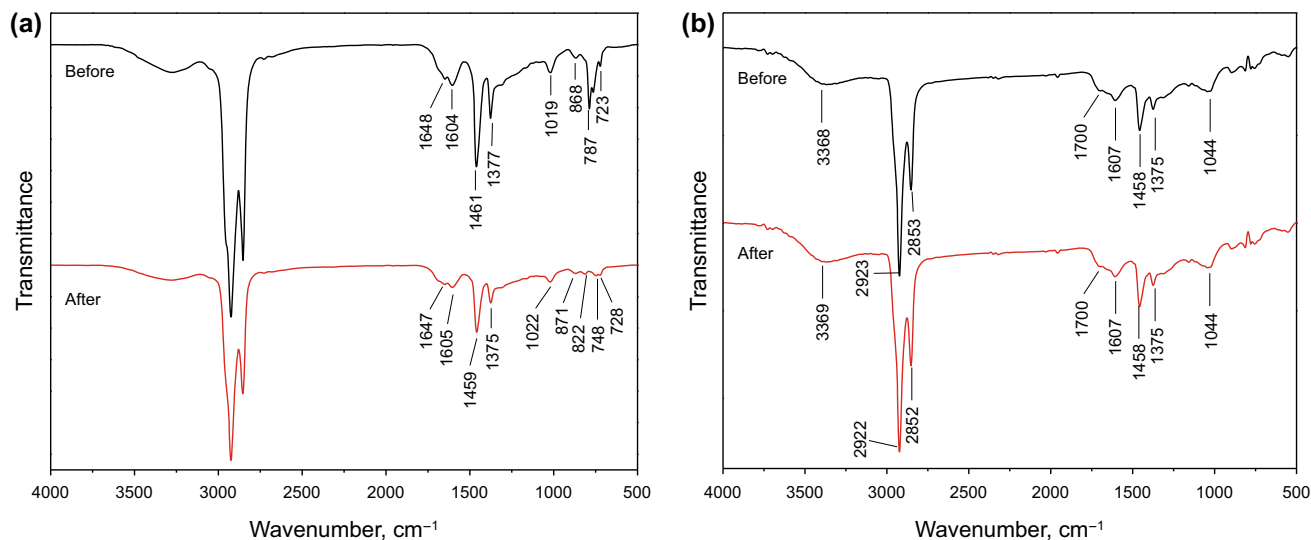 (a)
Before
1648
1604
1461
1377
1019
868
787
723
After
1647
1605
1459
1375
1022
871
822
748
728
Transmittance
4000 3500 3000 2500 2000 1500 1000 500
Wavenumber, cm⁻¹
(b)
Before
3368
2923
2853
1700
1607
1458
1375
1044
After
3369
2922
2852
1700
1607
1458
1375
1044
Transmittance
4000 3500 3000 2500 2000 1500 1000 500
Wavenumber, cm⁻¹